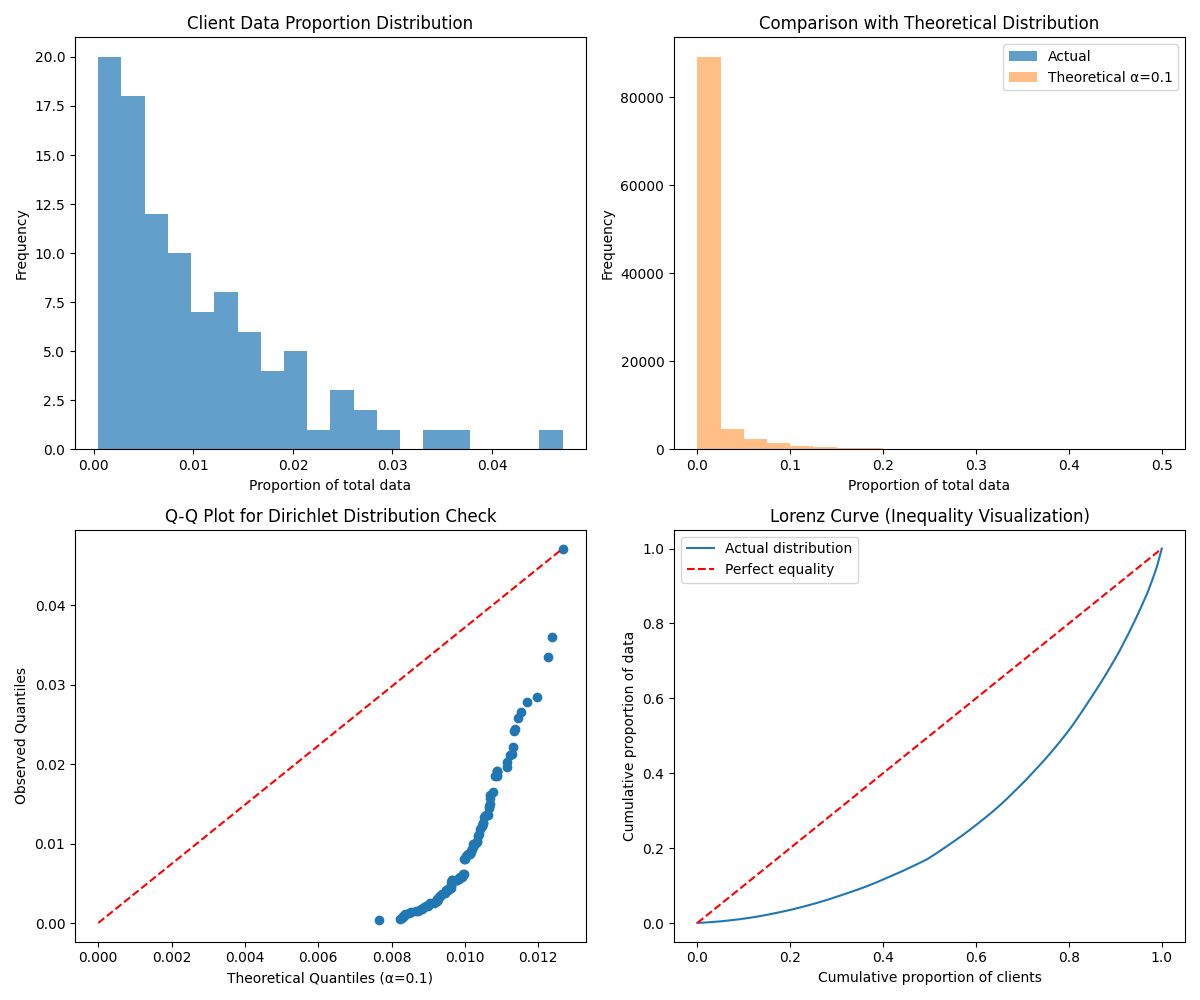 Client Data Proportion Distribution
20.0
17.5
15.0
12.5
10.0
7.5
5.0
2.5
0.0
Frequency
0.00 0.01 0.02 0.03 0.04
Proportion of total data
Comparison with Theoretical Distribution
Actual
Theoretical α=0.1
80000
60000
40000
20000
0
Frequency
0.0 0.1 0.2 0.3 0.4 0.5
Proportion of total data
Q-Q Plot for Dirichlet Distribution Check
0.04
0.03
0.02
0.01
0.00
Observed Quantiles
0.000 0.002 0.004 0.006 0.008 0.010 0.012
Theoretical Quantiles (α=0.1)
Lorenz Curve (Inequality Visualization)
Actual distribution
Perfect equality
1.0
0.8
0.6
0.4
0.2
0.0
Cumulative proportion of data
0.0 0.2 0.4 0.6 0.8 1.0
Cumulative proportion of clients